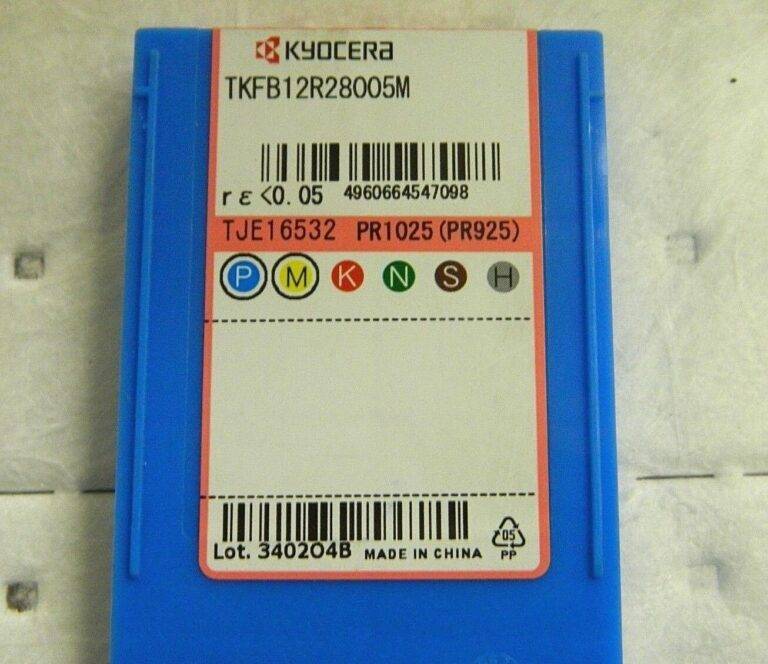 KYOCERA
TKFB12R28005M
rε<0.05 4960664547098
TJE16532 PR1025(PR925)
P M K N S H
Lot. 340204B MADE IN CHINA
05
PP